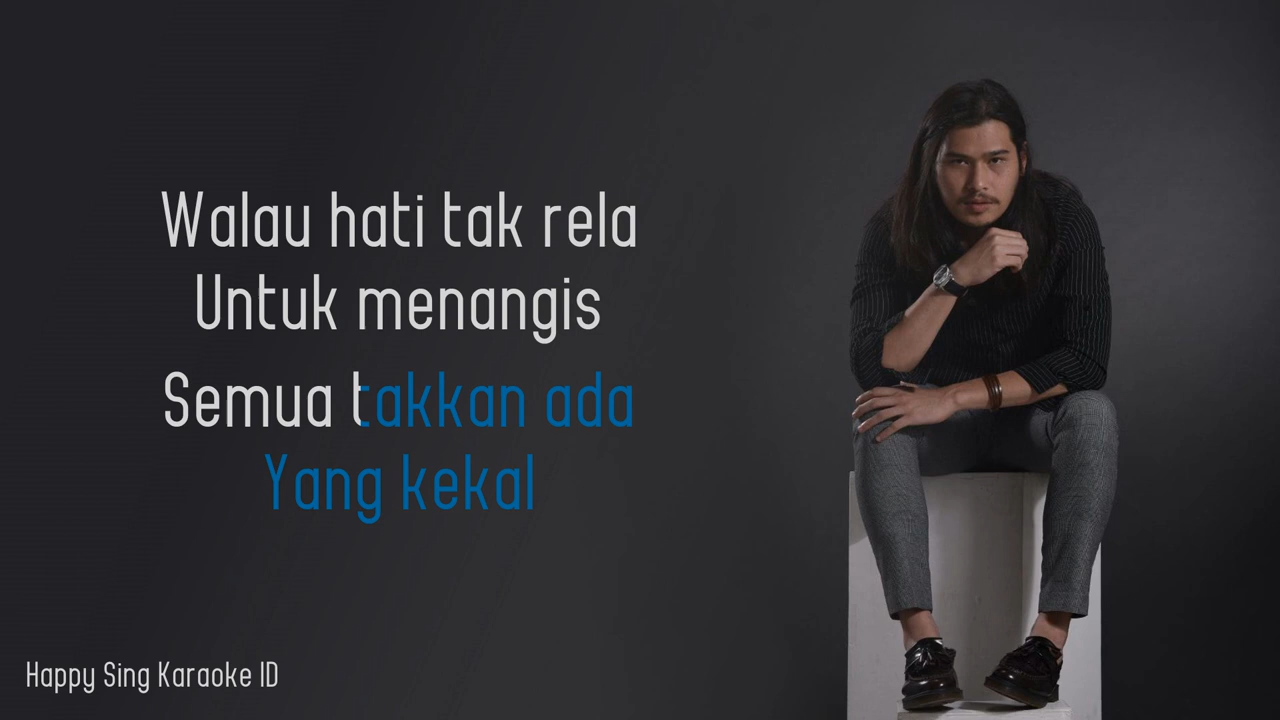 Walau hati tak rela
Untuk menangis
Semua takkan ada
Yang kekal
Happy Sing Karaoke ID